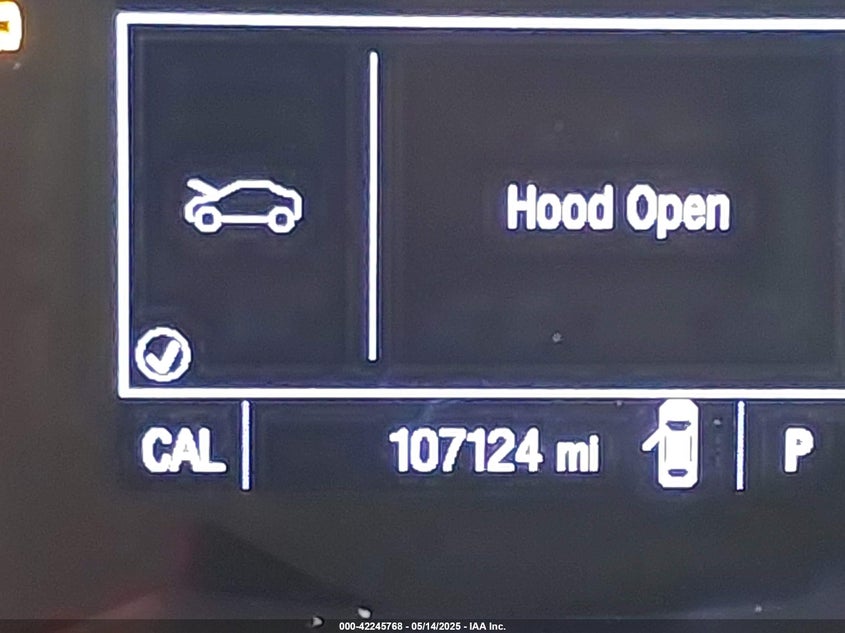 Hood Open
CAL 107124 mi P
000-42245768 - 05/14/2025 - IAA Inc.